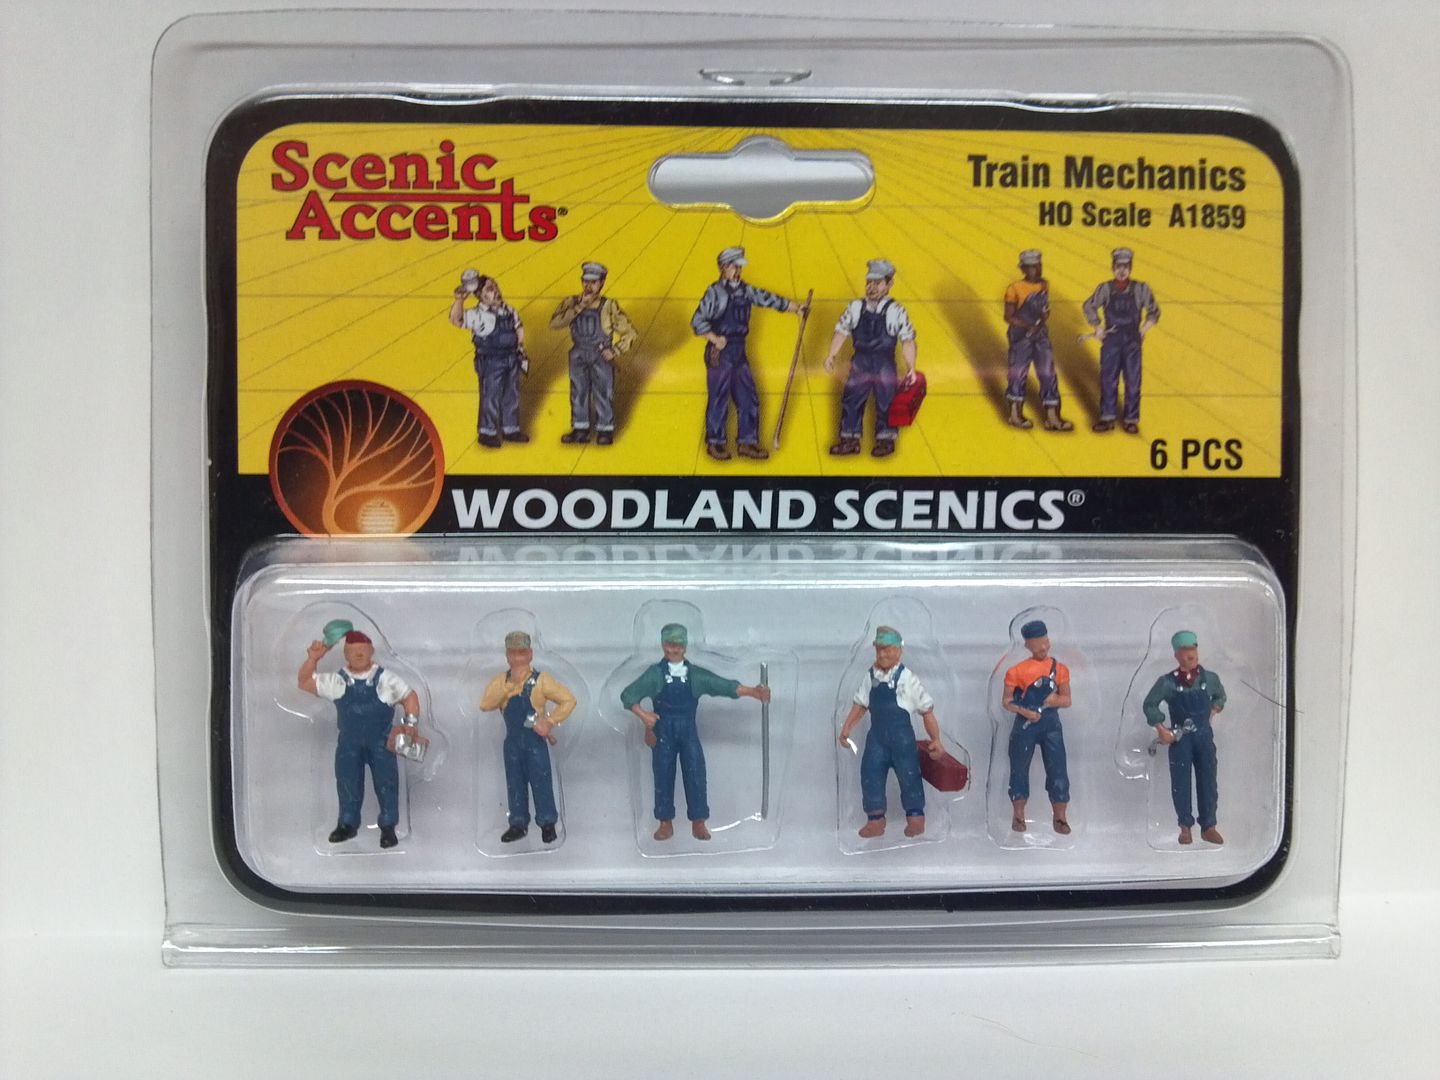 Scenic
Accents®
Train Mechanics
HO Scale A1859
6 PCS
WOODLAND SCENICS®